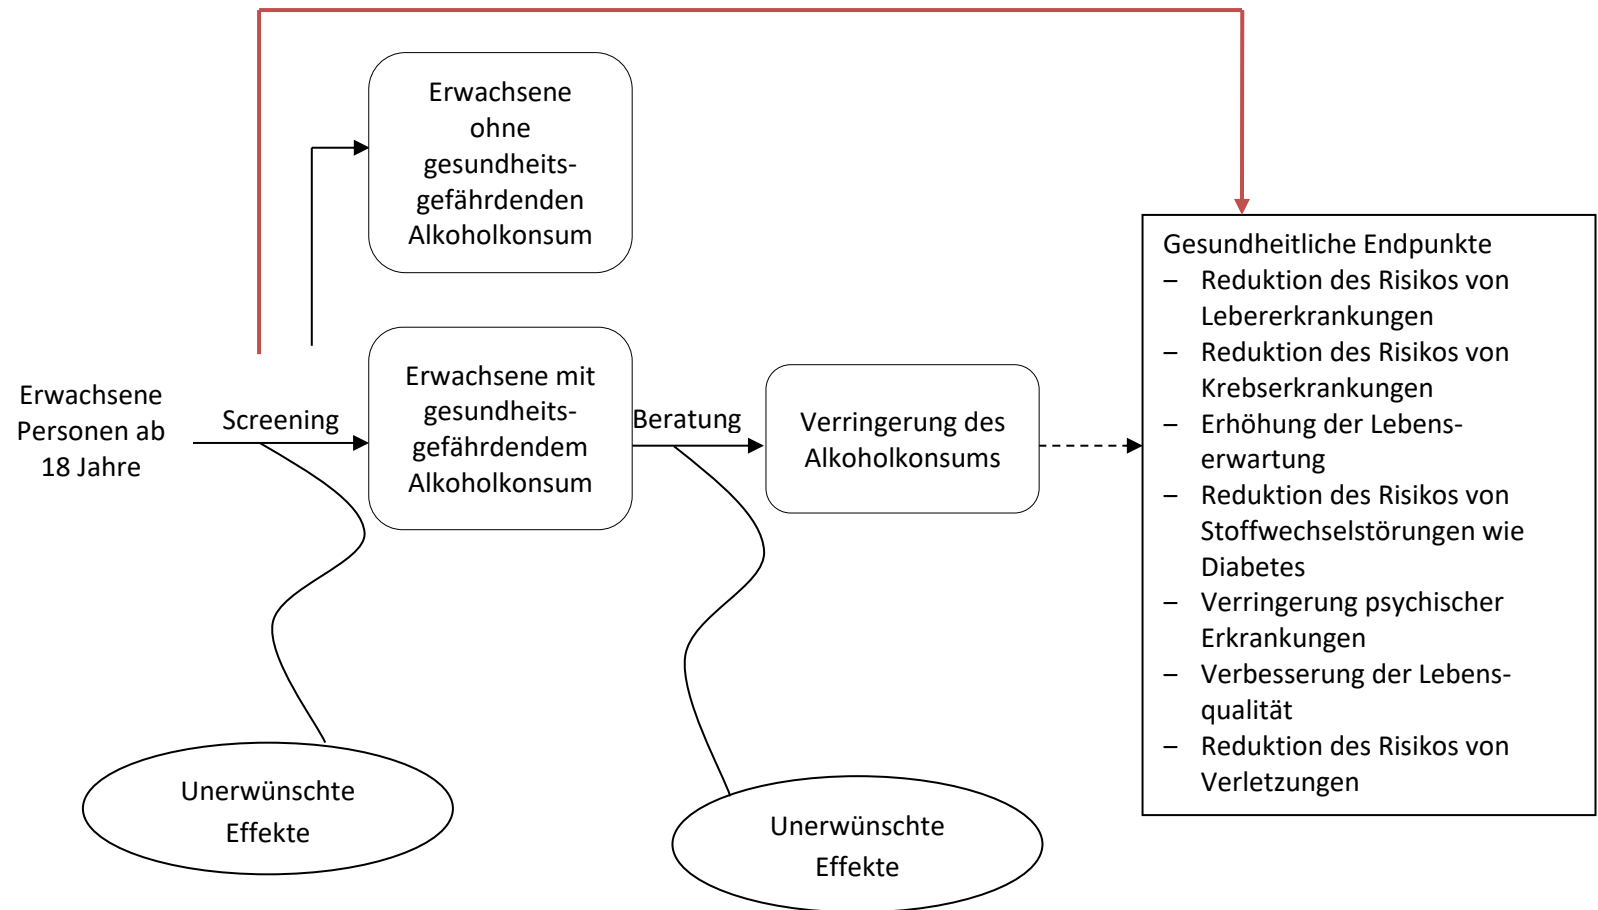 Erwachsene
ohne
gesundheits-
gefährdenden
Alkoholkonsum
Erwachsene
Personen ab
18 Jahre
Screening
Erwachsene mit
gesundheits-
gefährdendem
Alkoholkonsum
Beratung
Verringerung des
Alkoholkonsums
Gesundheitliche Endpunkte
– Reduktion des Risikos von
Lebererkrankungen
– Reduktion des Risikos von
Krebserkrankungen
– Erhöhung der Lebens-
erwartung
– Reduktion des Risikos von
Stoffwechselstörungen wie
Diabetes
– Verringerung psychischer
Erkrankungen
– Verbesserung der Lebens-
qualität
– Reduktion des Risikos von
Verletzungen
Unerwünschte
Effekte
Unerwünschte
Effekte